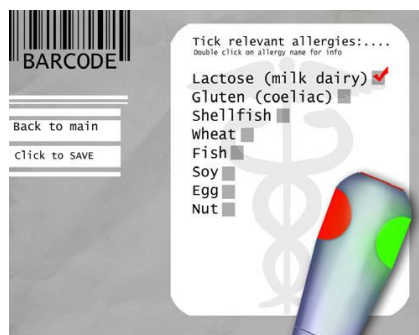 BARCODE
Back to main
Click to SAVE
Tick relevant allergies:....
Double click on allergy name for info
Lactose (milk dairy)
Gluten (coeliac)
Shellfish
Wheat
Fish
Soy
Egg
Nut